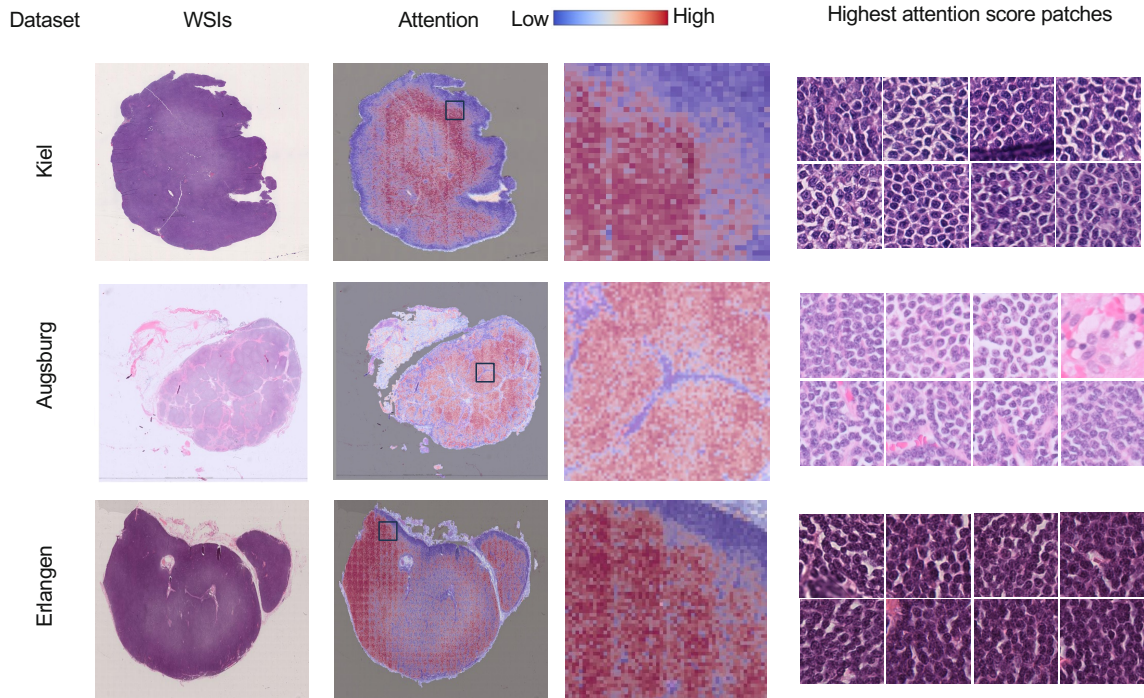 Dataset WSIs Attention Low High Highest attention score patches
Kiel
Augsburg
Erlangen